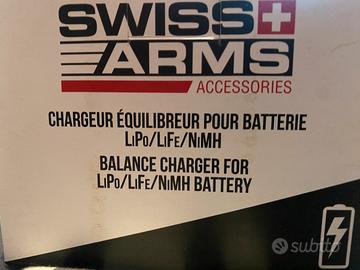 SWISS
ARMS
ACCESSORIES
CHARGEUR ÉQUILIBREUR POUR BATTERIE
LiPo/LiFe/NiMH
BALANCE CHARGER FOR
LiPo/LiFe/NiMH BATTERY
subito